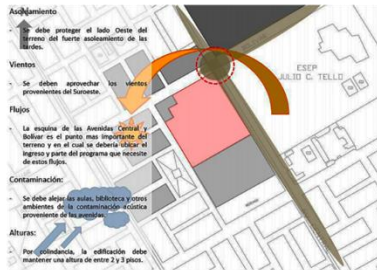 Asoleamiento
- Se debe proteger el lado Oeste del
terreno del fuerte asoleamiento de las
tardes.
Vientos
- Se deben aprovechar los vientos
provenientes del Suroeste.
Flujos
- La esquina de las Avenidas Central y
Bolivar es el punto mas importante del
terreno y en el cual se debería ubicar el
ingreso y parte del programa que necesite
de estos flujos.
Contaminación:
- Se debe alejar las aulas, biblioteca y otros
ambientes de la contaminación acústica
proveniente de las avenidas.
Alturas:
- Por colindancia, la edificación debe
mantener una altura de entre 2 y 3 pisos.
CSEP
JULIO C. TELLO